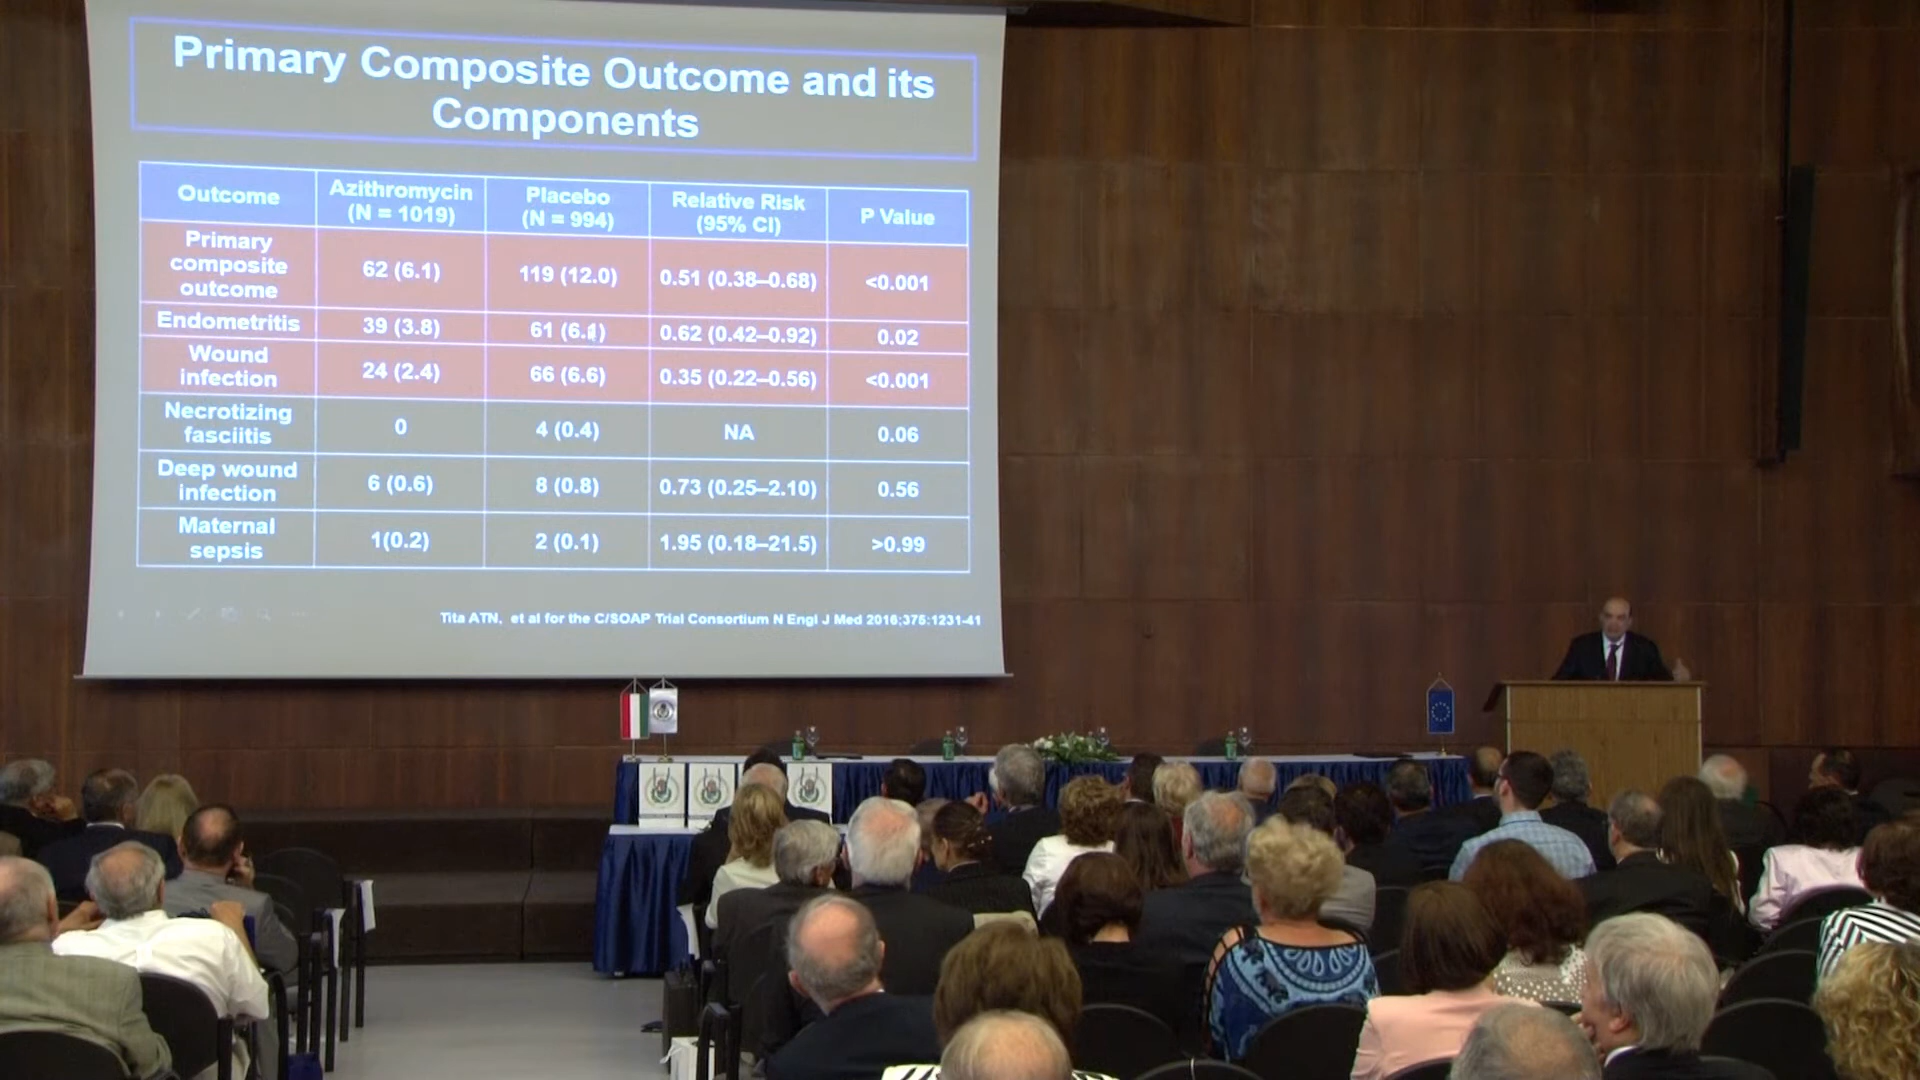 Primary Composite Outcome and its
Components
Outcome
Azithromycin
(N = 1019)
Placebo
(N = 994)
Relative Risk
(95% CI)
P Value
Primary
composite
outcome
62 (6.1)
119 (12.0)
0.51 (0.38–0.68)
<0.001
Endometritis
39 (3.8)
61 (6.1)
0.62 (0.42–0.92)
0.02
Wound
infection
24 (2.4)
66 (6.6)
0.35 (0.22–0.56)
<0.001
Necrotizing
fasciitis
0
4 (0.4)
NA
0.06
Deep wound
infection
6 (0.6)
8 (0.8)
0.73 (0.25–2.10)
0.56
Maternal
sepsis
1(0.2)
2 (0.1)
1.95 (0.18–21.5)
>0.99
Tita ATN, et al for the C/SOAP Trial Consortium N Engl J Med 2016;375:1231-41